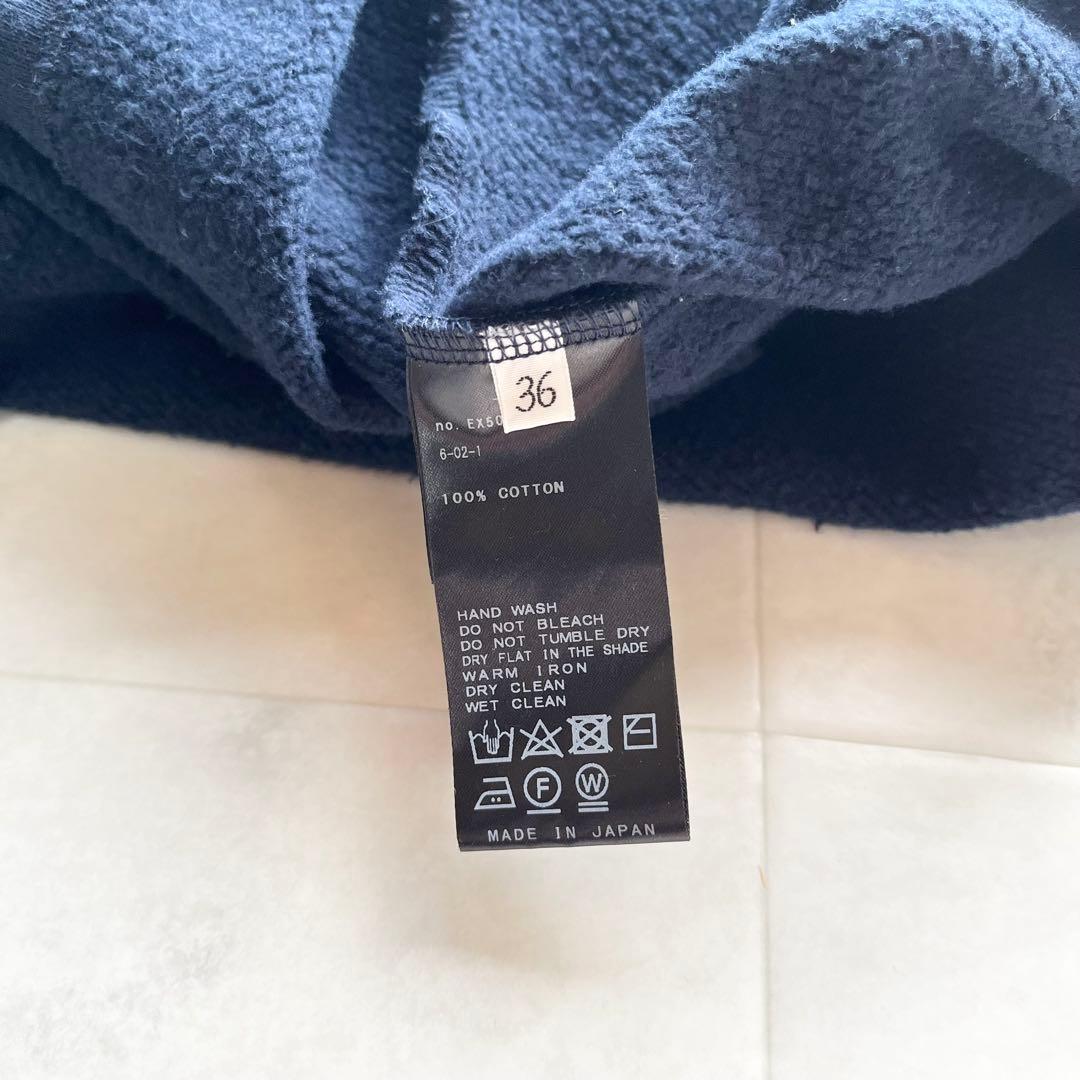 36
no. EX50
6-02-1
100% COTTON
HAND WASH
DO NOT BLEACH
DO NOT TUMBLE DRY
DRY FLAT IN THE SHADE
WARM IRON
DRY CLEAN
WET CLEAN
F W
MADE IN JAPAN